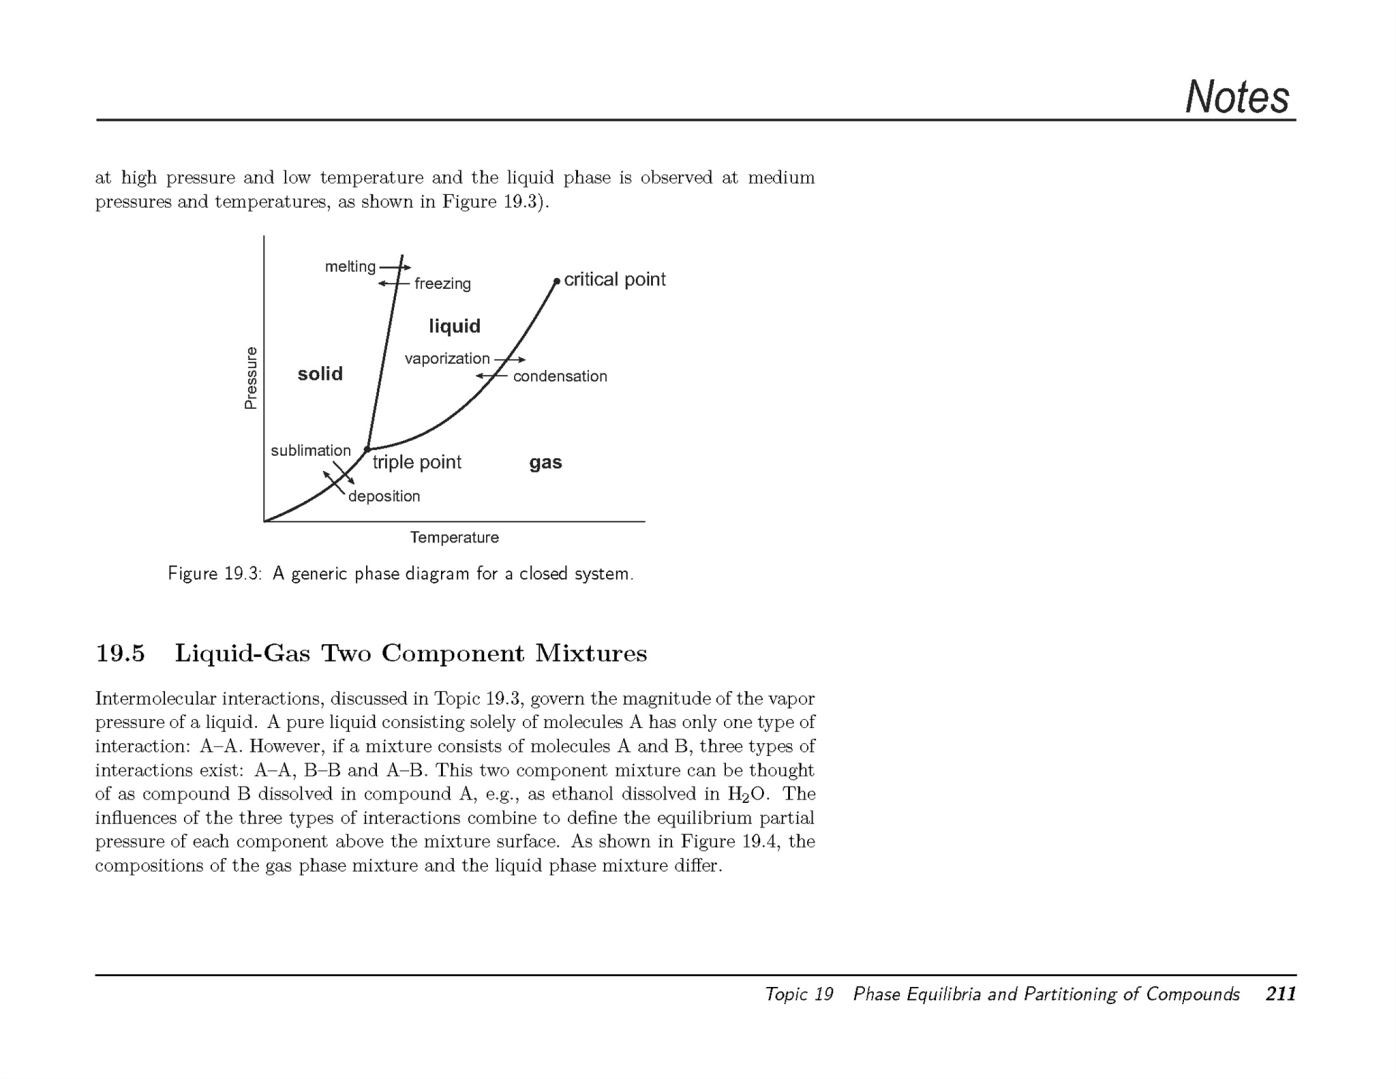 Notes
at high pressure and low temperature and the liquid phase is observed at medium
pressures and temperatures, as shown in Figure 19.3).
melting
freezing
critical point
liquid
vaporization
condensation
solid
Pressure
sublimation
triple point
gas
deposition
Temperature
Figure 19.3: A generic phase diagram for a closed system.
19.5 Liquid-Gas Two Component Mixtures
Intermolecular interactions, discussed in Topic 19.3, govern the magnitude of the vapor
pressure of a liquid. A pure liquid consisting solely of molecules A has only one type of
interaction: A–A. However, if a mixture consists of molecules A and B, three types of
interactions exist: A–A, B–B and A–B. This two component mixture can be thought
of as compound B dissolved in compound A, e.g., as ethanol dissolved in H₂O. The
influences of the three types of interactions combine to define the equilibrium partial
pressure of each component above the mixture surface. As shown in Figure 19.4, the
compositions of the gas phase mixture and the liquid phase mixture differ.
Topic 19 Phase Equilibria and Partitioning of Compounds 211